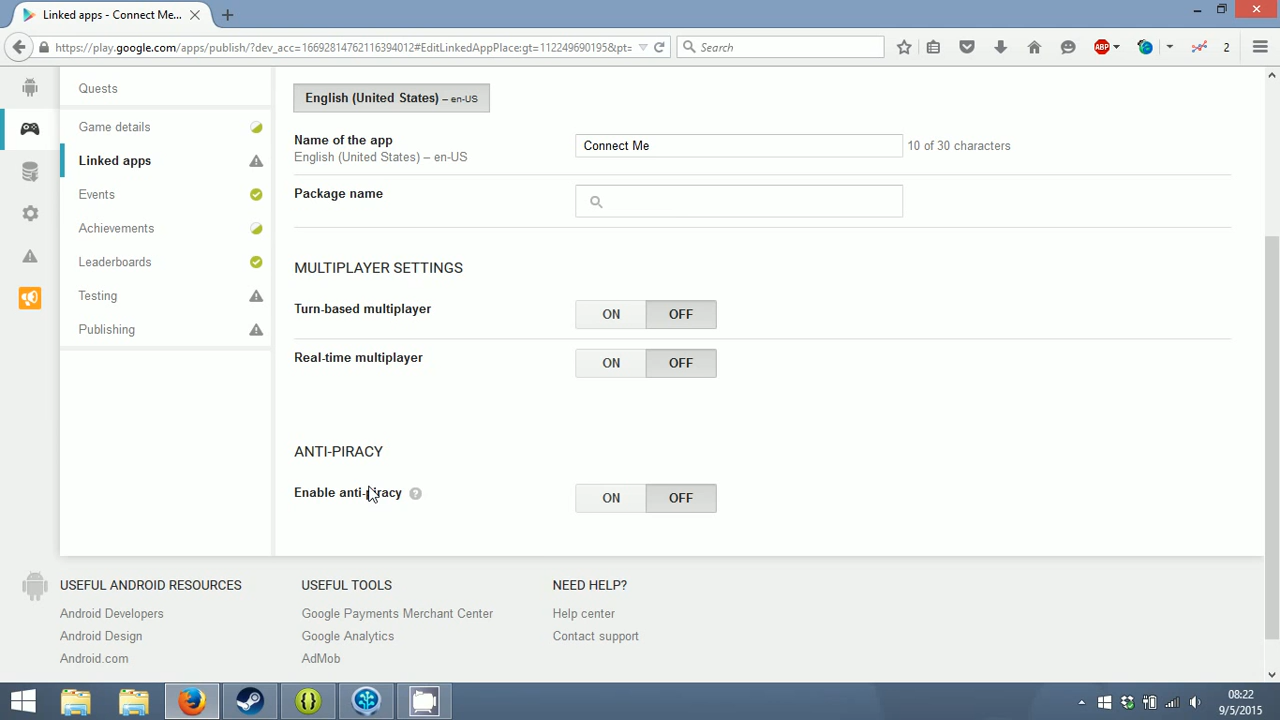 Linked apps - Connect Me...
https://play.google.com/apps/publish/?dev_acc=16692814762116394012#EditLinkedAppPlace:gt=112249690195&pt=
Search
ABP
2
Quests
Game details
Linked apps
Events
Achievements
Leaderboards
Testing
Publishing
English (United States) – en-US
Name of the app
English (United States) – en-US
Connect Me
10 of 30 characters
Package name
MULTIPLAYER SETTINGS
Turn-based multiplayer
ON OFF
Real-time multiplayer
ON OFF
ANTI-PIRACY
Enable anti-piracy ?
ON OFF
USEFUL ANDROID RESOURCES
Android Developers
Android Design
Android.com
USEFUL TOOLS
Google Payments Merchant Center
Google Analytics
AdMob
NEED HELP?
Help center
Contact support
08:22
9/5/2015